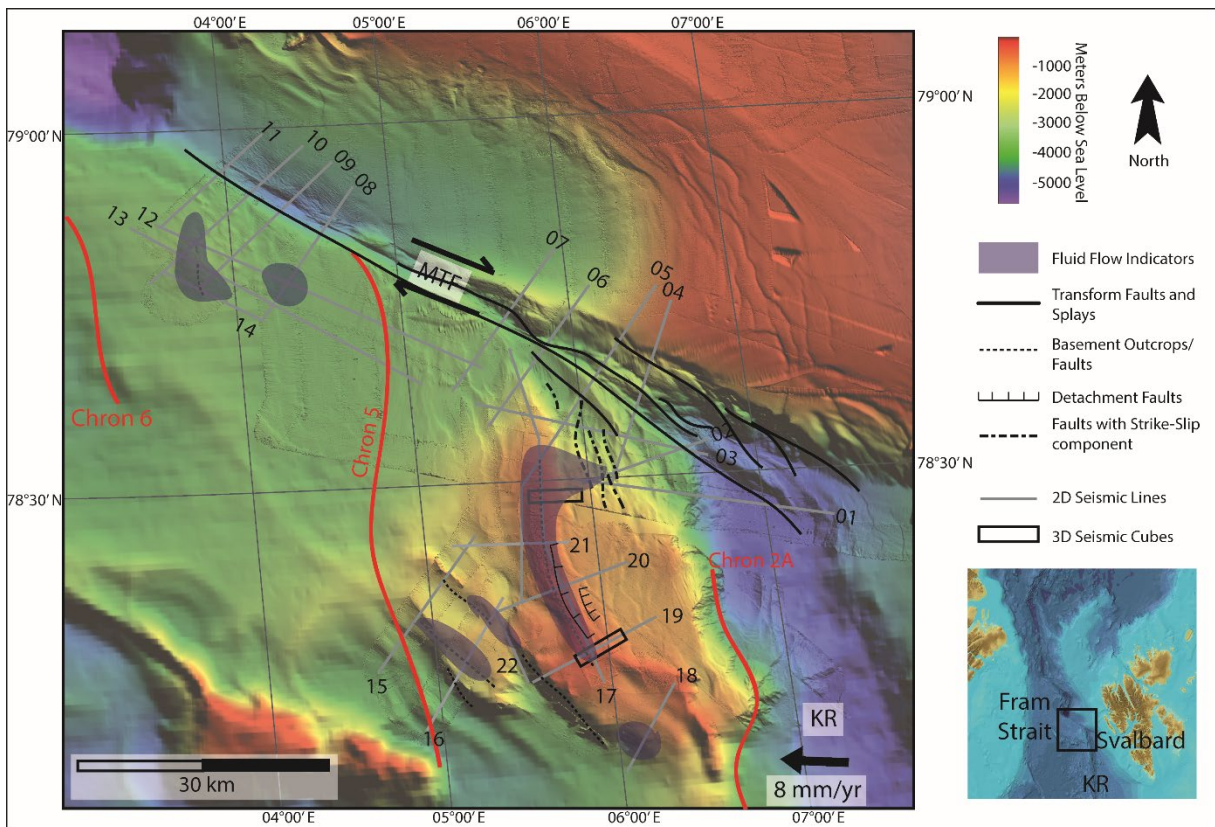 04°00'E
05°00'E
06°00'E
07°00'E
79°00'N
79°00'N
78°30'N
78°30'N
11
10
09
08
07
06
05
04
13
12
14
MTF
02
03
01
Chron 6
Chron 5
Chron 2A
21
20
19
18
17
15
22
16
KR
8 mm/yr
30 km
04°00'E
05°00'E
06°00'E
07°00'E
-1000
-2000
-3000
-4000
-5000
Meters Below Sea Level
North
Fluid Flow Indicators
Transform Faults and
Splays
Basement Outcrops/
Faults
Detachment Faults
Faults with Strike-Slip
component
2D Seismic Lines
3D Seismic Cubes
Fram
Strait
Svalbard
KR